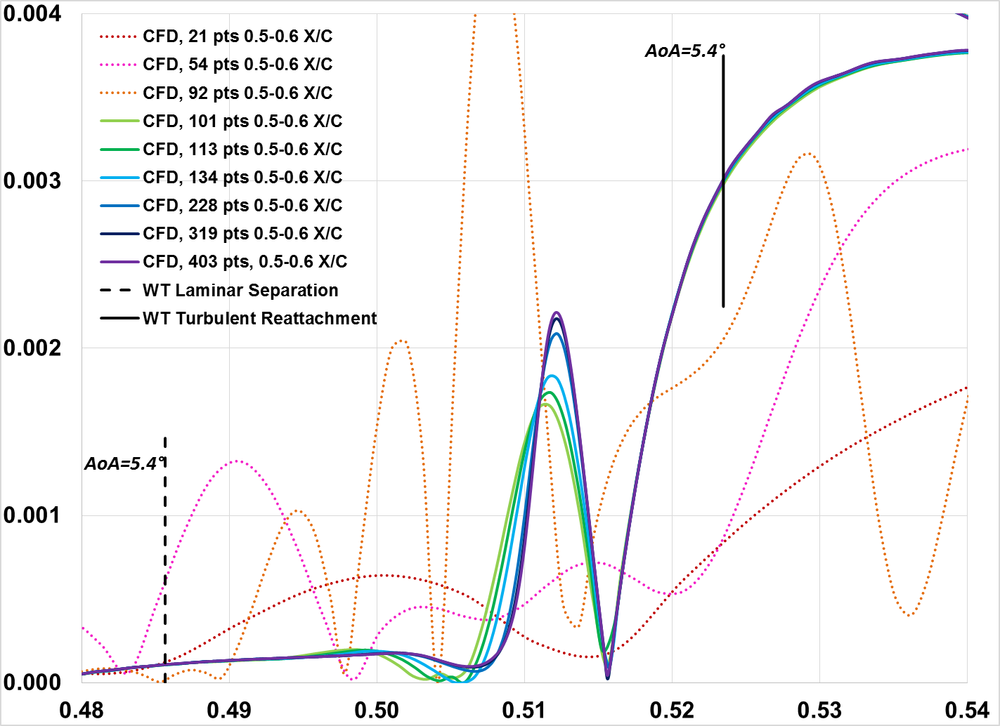 0.004
CFD, 21 pts 0.5-0.6 X/C
AoA=5.4°
CFD, 54 pts 0.5-0.6 X/C
CFD, 92 pts 0.5-0.6 X/C
CFD, 101 pts 0.5-0.6 X/C
CFD, 113 pts 0.5-0.6 X/C
0.003
CFD, 134 pts 0.5-0.6 X/C
CFD, 228 pts 0.5-0.6 X/C
CFD, 319 pts 0.5-0.6 X/C
CFD, 403 pts, 0.5-0.6 X/C
WT Laminar Separation
WT Turbulent Reattachment
0.002
AoA=5.4°
0.001
0.000
0.48 0.49 0.50 0.51 0.52 0.53 0.54